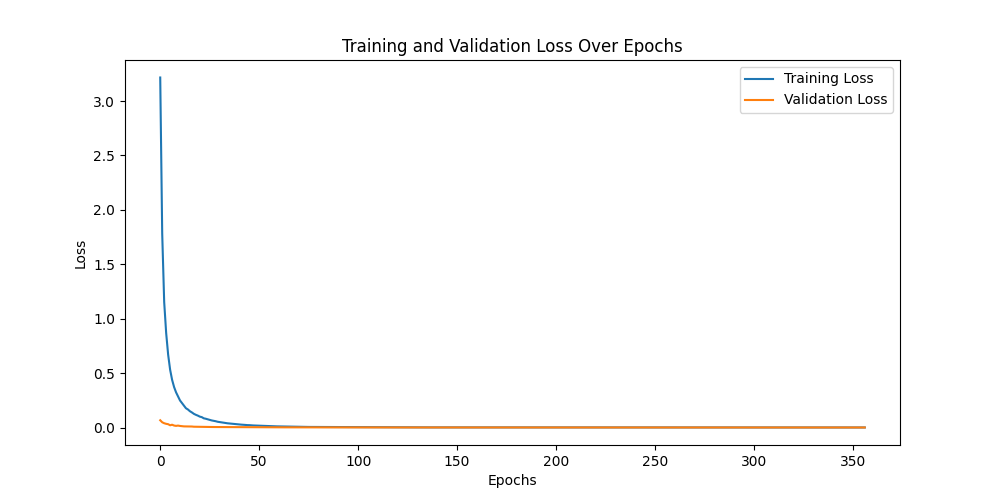 Training and Validation Loss Over Epochs
Training Loss
Validation Loss
3.0
2.5
2.0
1.5
1.0
0.5
0.0
Loss
0 50 100 150 200 250 300 350
Epochs